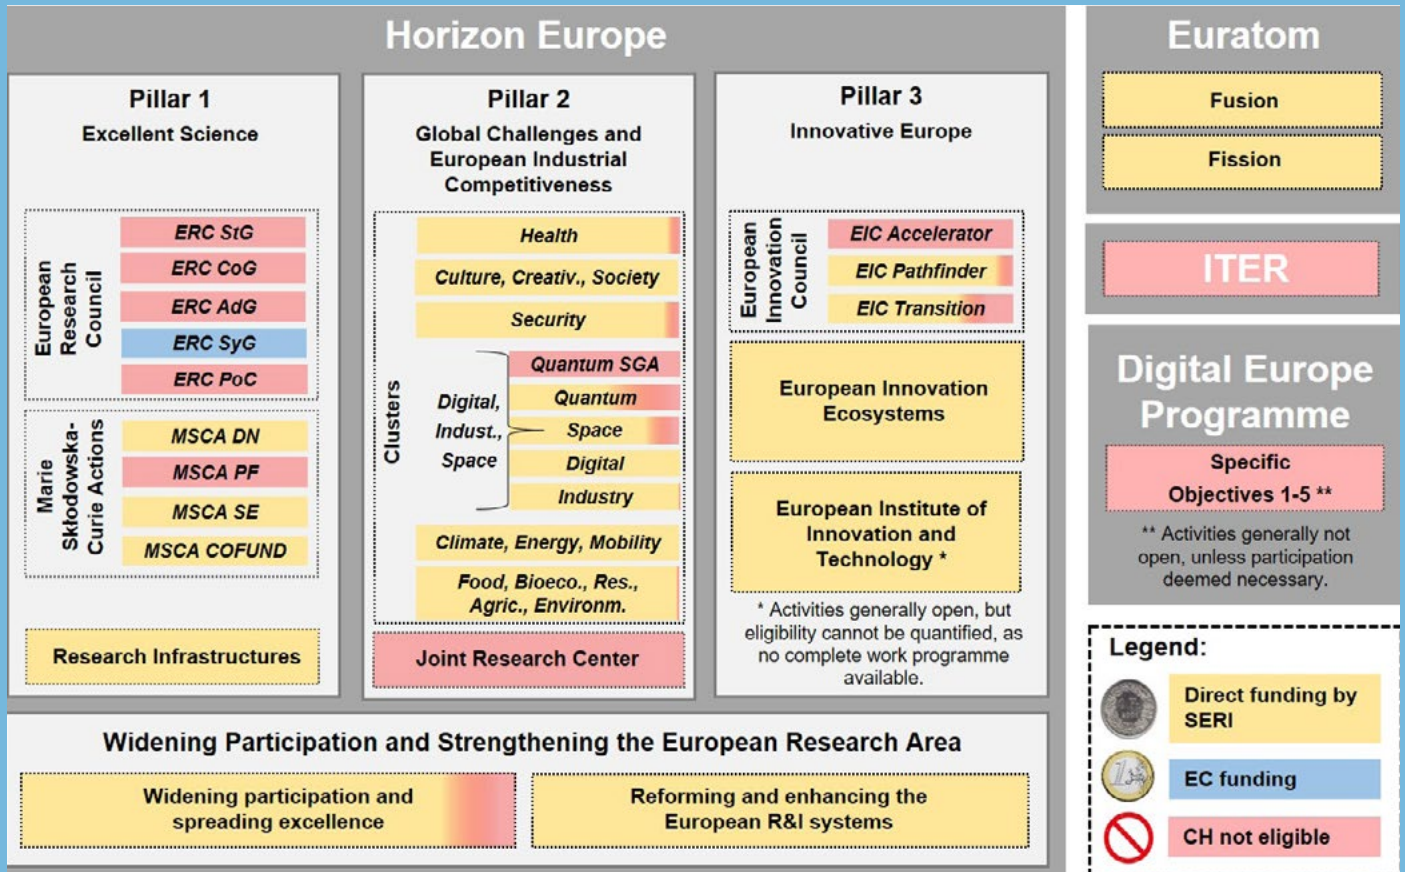 Horizon Europe
Pillar 1
Excellent Science
European
Research
Council
ERC StG
ERC CoG
ERC AdG
ERC SyG
ERC PoC
Marie
Skłodowska-
Curie Actions
MSCA DN
MSCA PF
MSCA SE
MSCA COFUND
Research Infrastructures
Pillar 2
Global Challenges and
European Industrial
Competitiveness
Clusters
Health
Culture, Creativ., Society
Security
Digital,
Indust.,
Space
Quantum SGA
Quantum
Space
Digital
Industry
Climate, Energy, Mobility
Food, Bioeco., Res.,
Agric., Environm.
Joint Research Center
Pillar 3
Innovative Europe
European
Innovation
Council
EIC Accelerator
EIC Pathfinder
EIC Transition
European Innovation
Ecosystems
European Institute of
Innovation and
Technology *
* Activities generally open, but
eligibility cannot be quantified, as
no complete work programme
available.
Widening Participation and Strengthening the European Research Area
Widening participation and
spreading excellence
Reforming and enhancing the
European R&I systems
Euratom
Fusion
Fission
ITER
Digital Europe
Programme
Specific
Objectives 1-5 **
** Activities generally not
open, unless participation
deemed necessary.
Legend:
Direct funding by
SERI
EC funding
CH not eligible